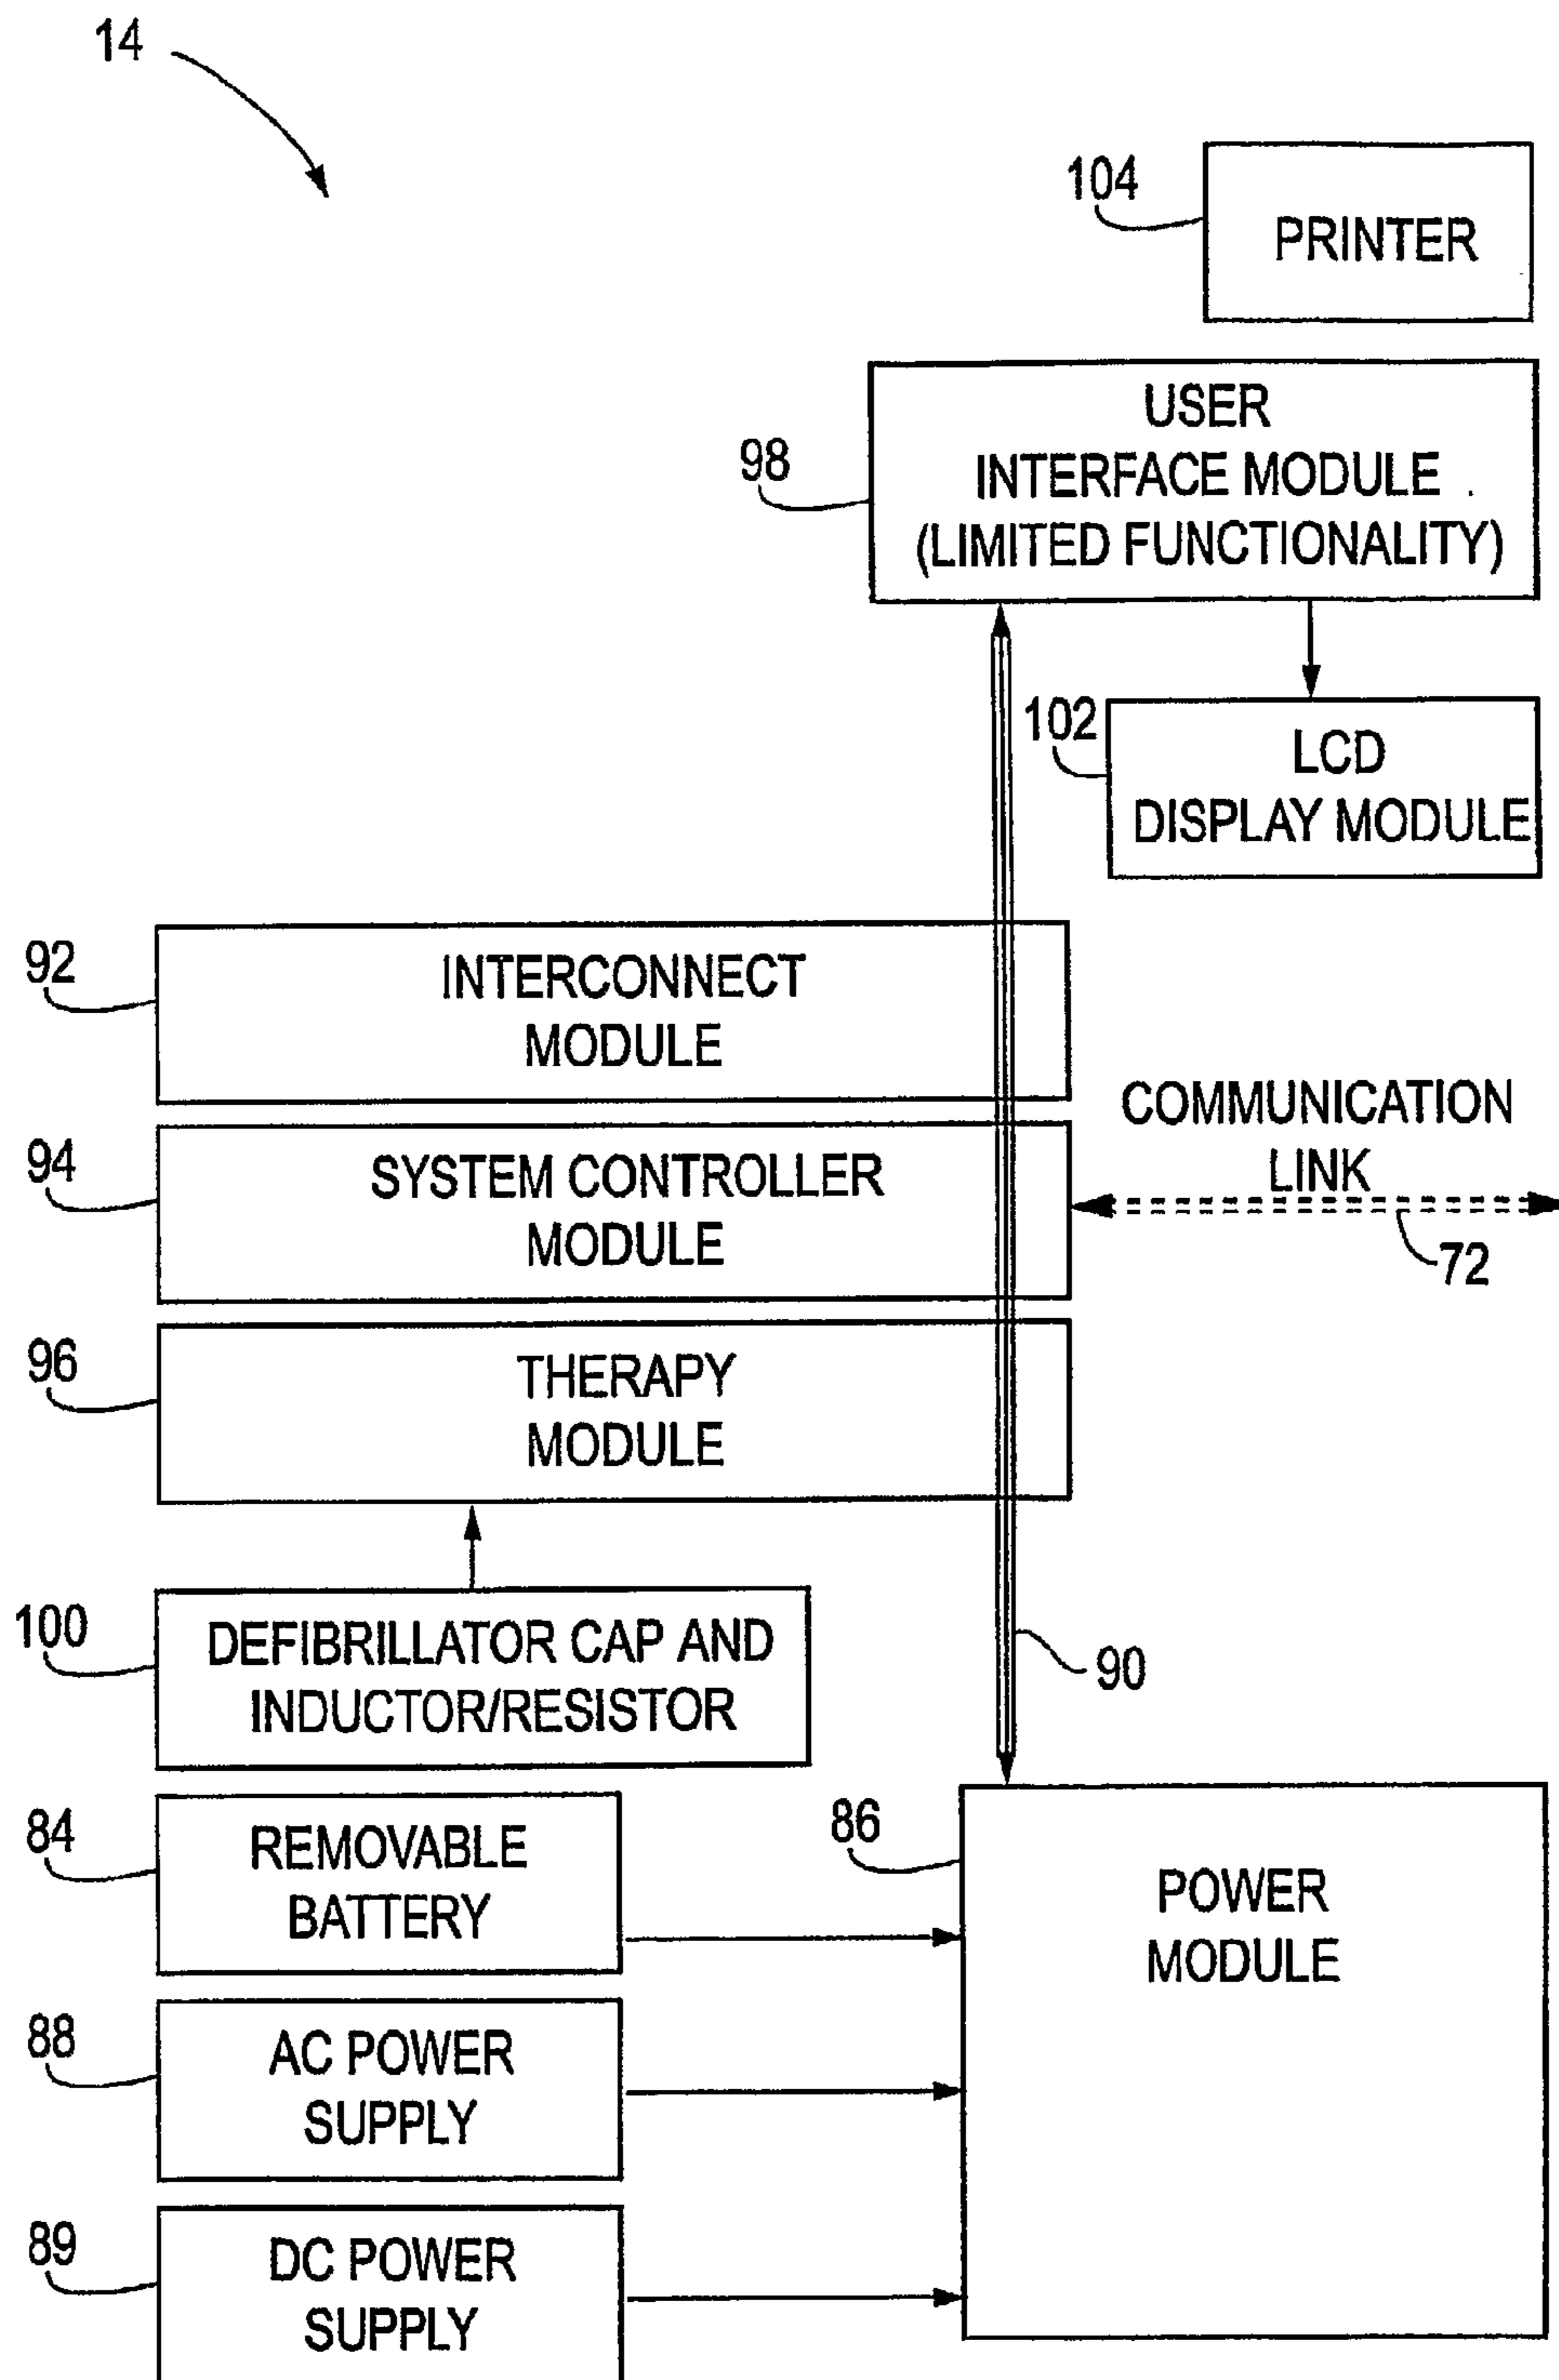 14
104
PRINTER
98
USER
INTERFACE MODULE
(LIMITED FUNCTIONALITY)
102
LCD
DISPLAY MODULE
92
INTERCONNECT
MODULE
94
SYSTEM CONTROLLER
MODULE
COMMUNICATION
LINK
72
96
THERAPY
MODULE
100
DEFIBRILLATOR CAP AND
INDUCTOR/RESISTOR
90
84
REMOVABLE
BATTERY
86
POWER
MODULE
88
AC POWER
SUPPLY
89
DC POWER
SUPPLY